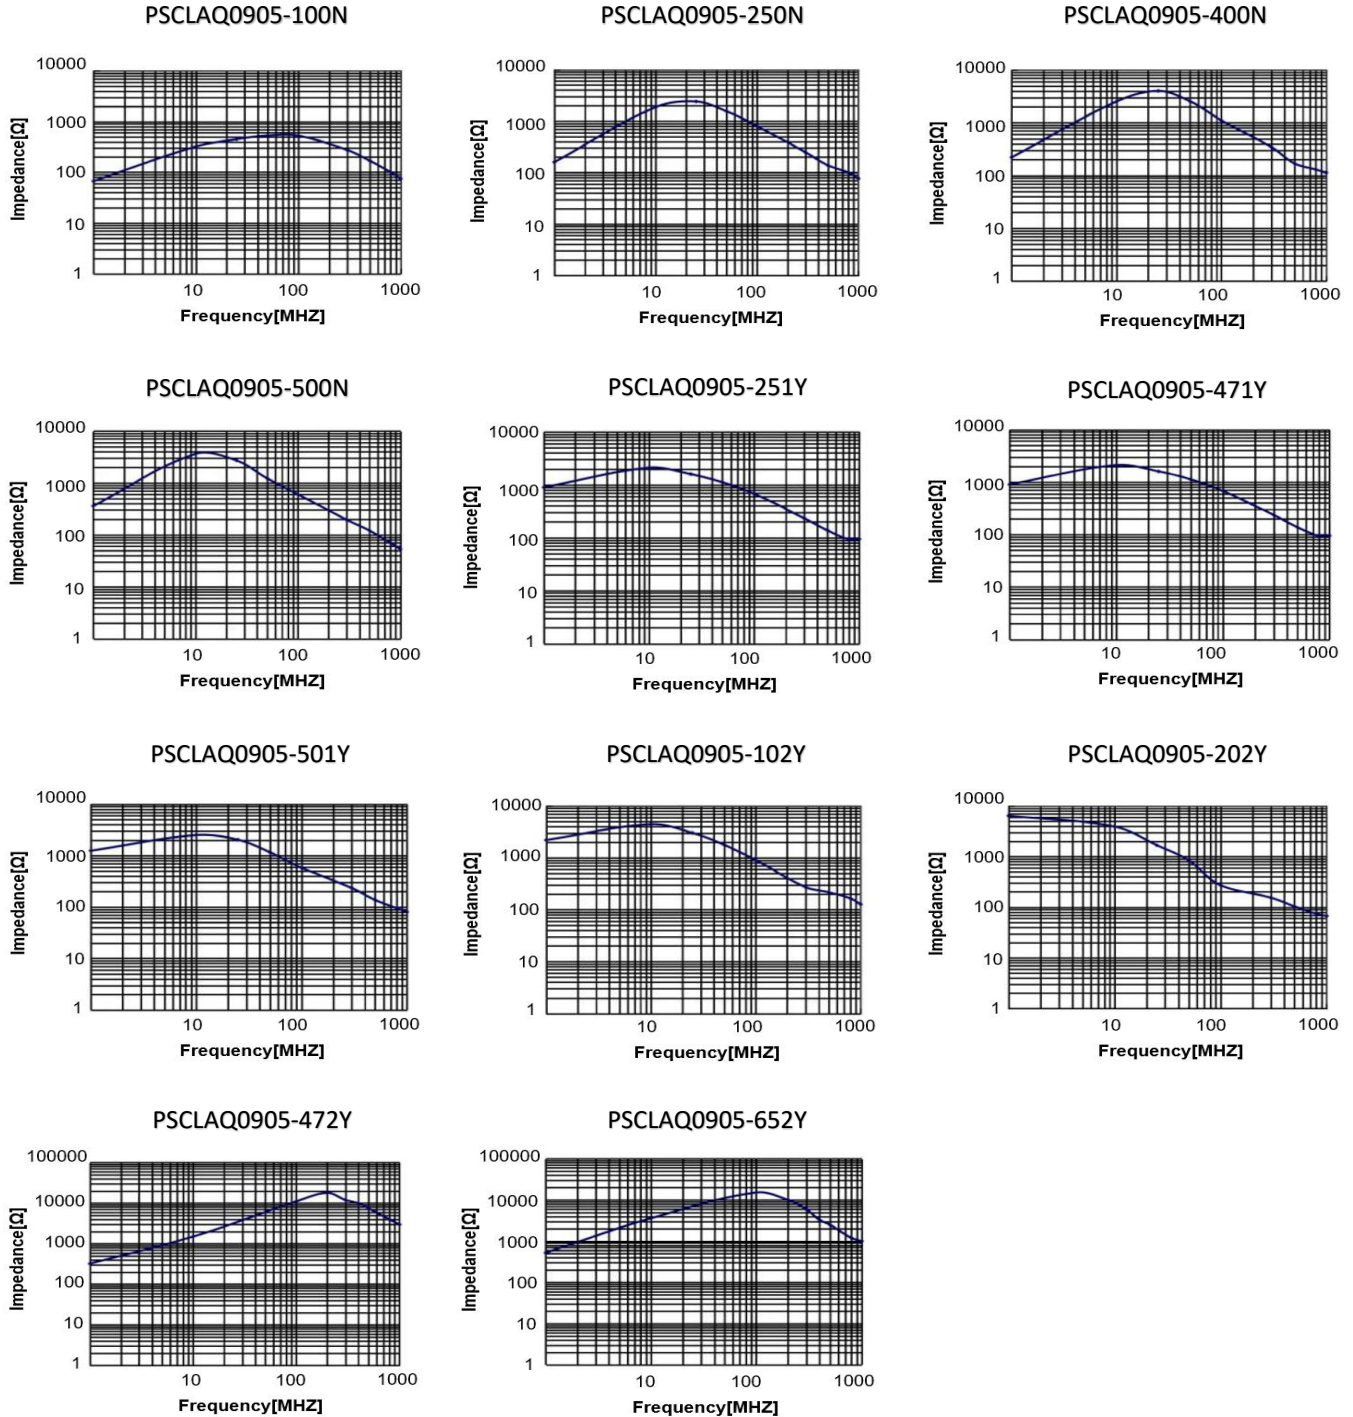 PSCLAQ0905-100N
10000
1000
100
10
1
Impedance[Ω]
10 100 1000
Frequency[MHZ]
PSCLAQ0905-250N
10000
1000
100
10
1
Impedance[Ω]
10 100 1000
Frequency[MHZ]
PSCLAQ0905-400N
10000
1000
100
10
1
Impedance[Ω]
10 100 1000
Frequency[MHZ]
PSCLAQ0905-500N
10000
1000
100
10
1
Impedance[Ω]
10 100 1000
Frequency[MHZ]
PSCLAQ0905-251Y
10000
1000
100
10
1
Impedance[Ω]
10 100 1000
Frequency[MHZ]
PSCLAQ0905-471Y
10000
1000
100
10
1
Impedance[Ω]
10 100 1000
Frequency[MHZ]
PSCLAQ0905-501Y
10000
1000
100
10
1
Impedance[Ω]
10 100 1000
Frequency[MHZ]
PSCLAQ0905-102Y
10000
1000
100
10
1
Impedance[Ω]
10 100 1000
Frequency[MHZ]
PSCLAQ0905-202Y
10000
1000
100
10
1
Impedance[Ω]
10 100 1000
Frequency[MHZ]
PSCLAQ0905-472Y
100000
10000
1000
100
10
1
Impedance[Ω]
10 100 1000
Frequency[MHZ]
PSCLAQ0905-652Y
100000
10000
1000
100
10
1
Impedance[Ω]
10 100 1000
Frequency[MHZ]